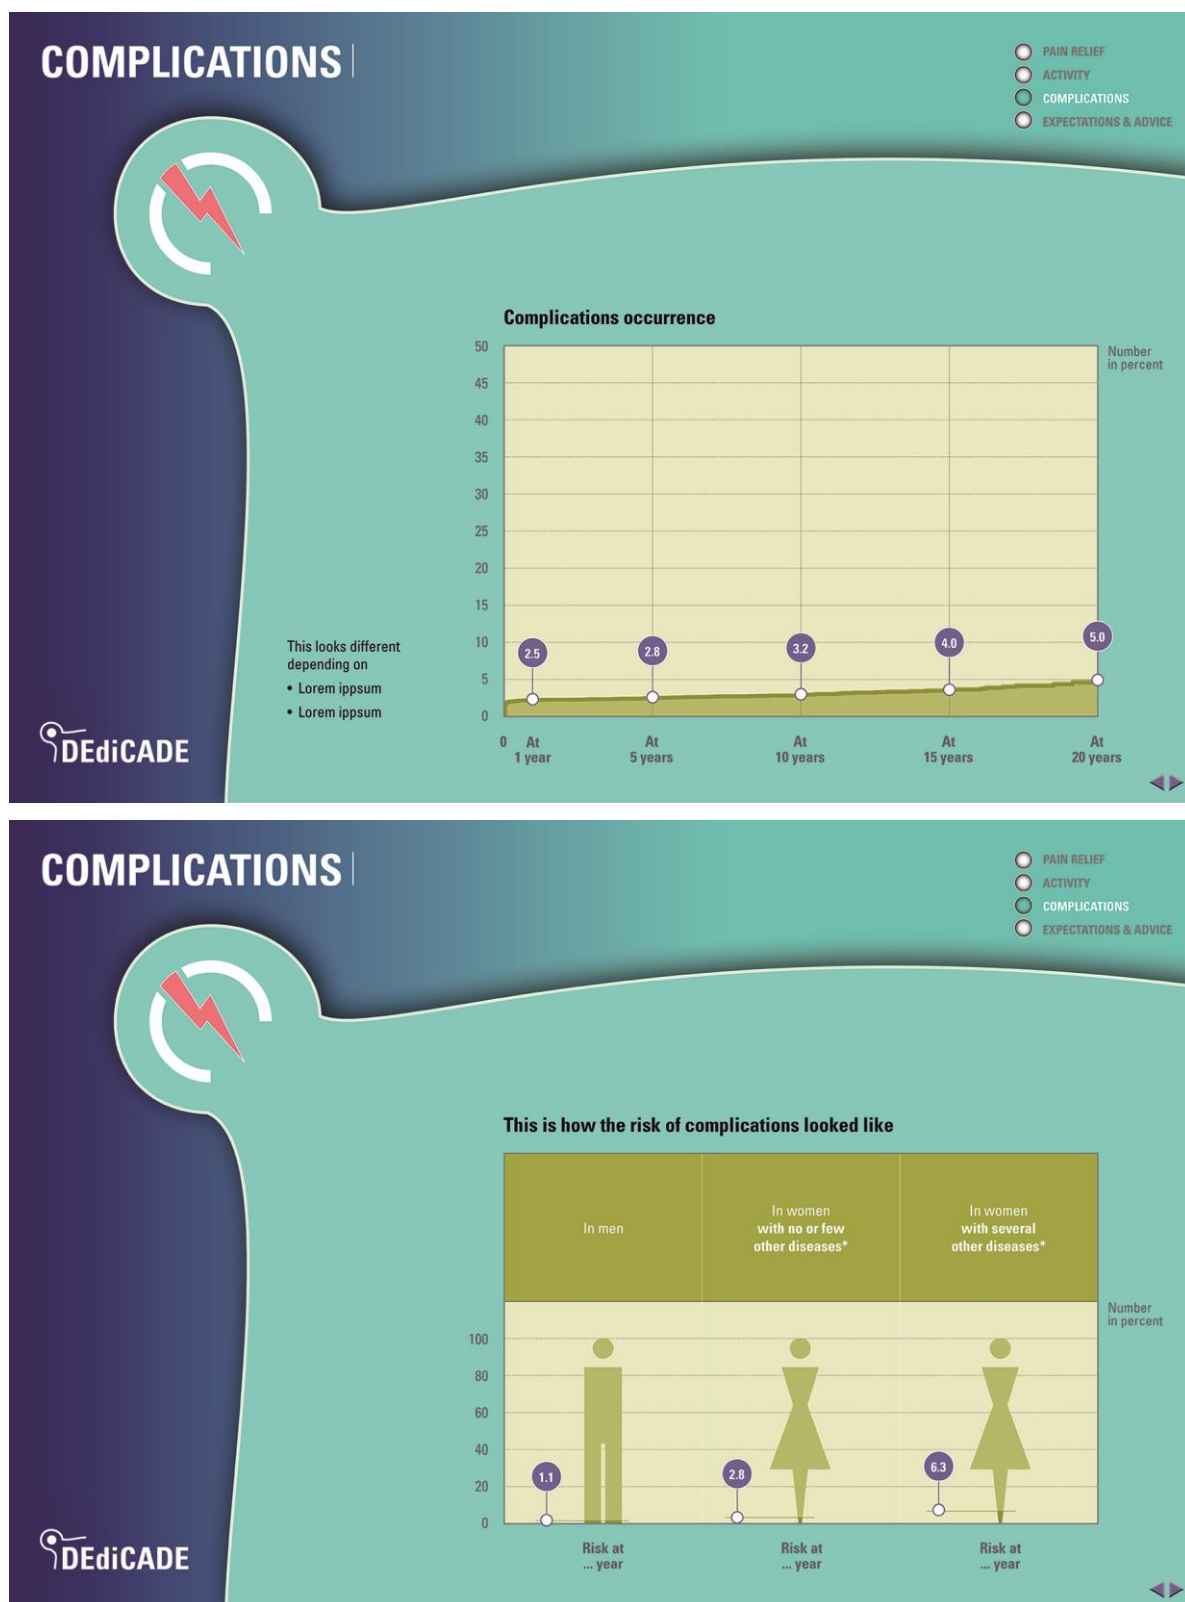 COMPLICATIONS
PAIN RELIEF
ACTIVITY
COMPLICATIONS
EXPECTATIONS & ADVICE
Complications occurrence
Number
in percent
50
45
40
35
30
25
20
15
10
5
0
2.5
2.8
3.2
4.0
5.0
0
At
1 year
At
5 years
At
10 years
At
15 years
At
20 years
This looks different
depending on
• Lorem ippsum
• Lorem ippsum
DEdiCADE
COMPLICATIONS
PAIN RELIEF
ACTIVITY
COMPLICATIONS
EXPECTATIONS & ADVICE
This is how the risk of complications looked like
In men
In women
with no or few
other diseases*
In women
with several
other diseases*
Number
in percent
100
80
60
40
20
0
1.1
2.8
6.3
Risk at
... year
Risk at
... year
Risk at
... year
DEdiCADE